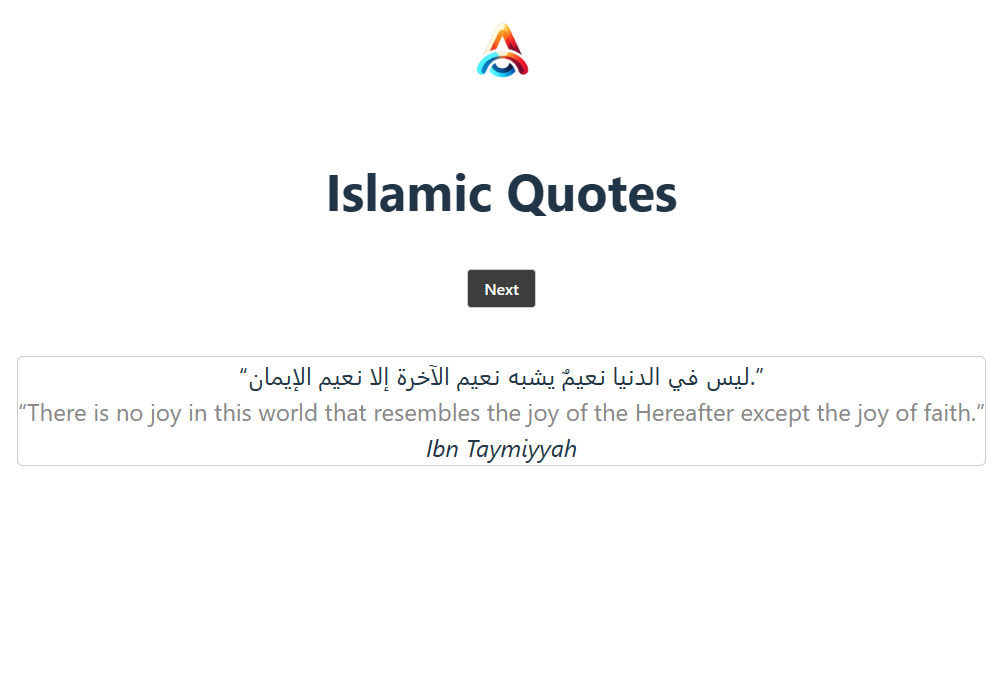 Islamic Quotes
Next
“ليس في الدنيا نعيمٌ يشبه نعيم الآخرة إلا نعيم الإيمان.”
“There is no joy in this world that resembles the joy of the Hereafter except the joy of faith.”
Ibn Taymiyyah